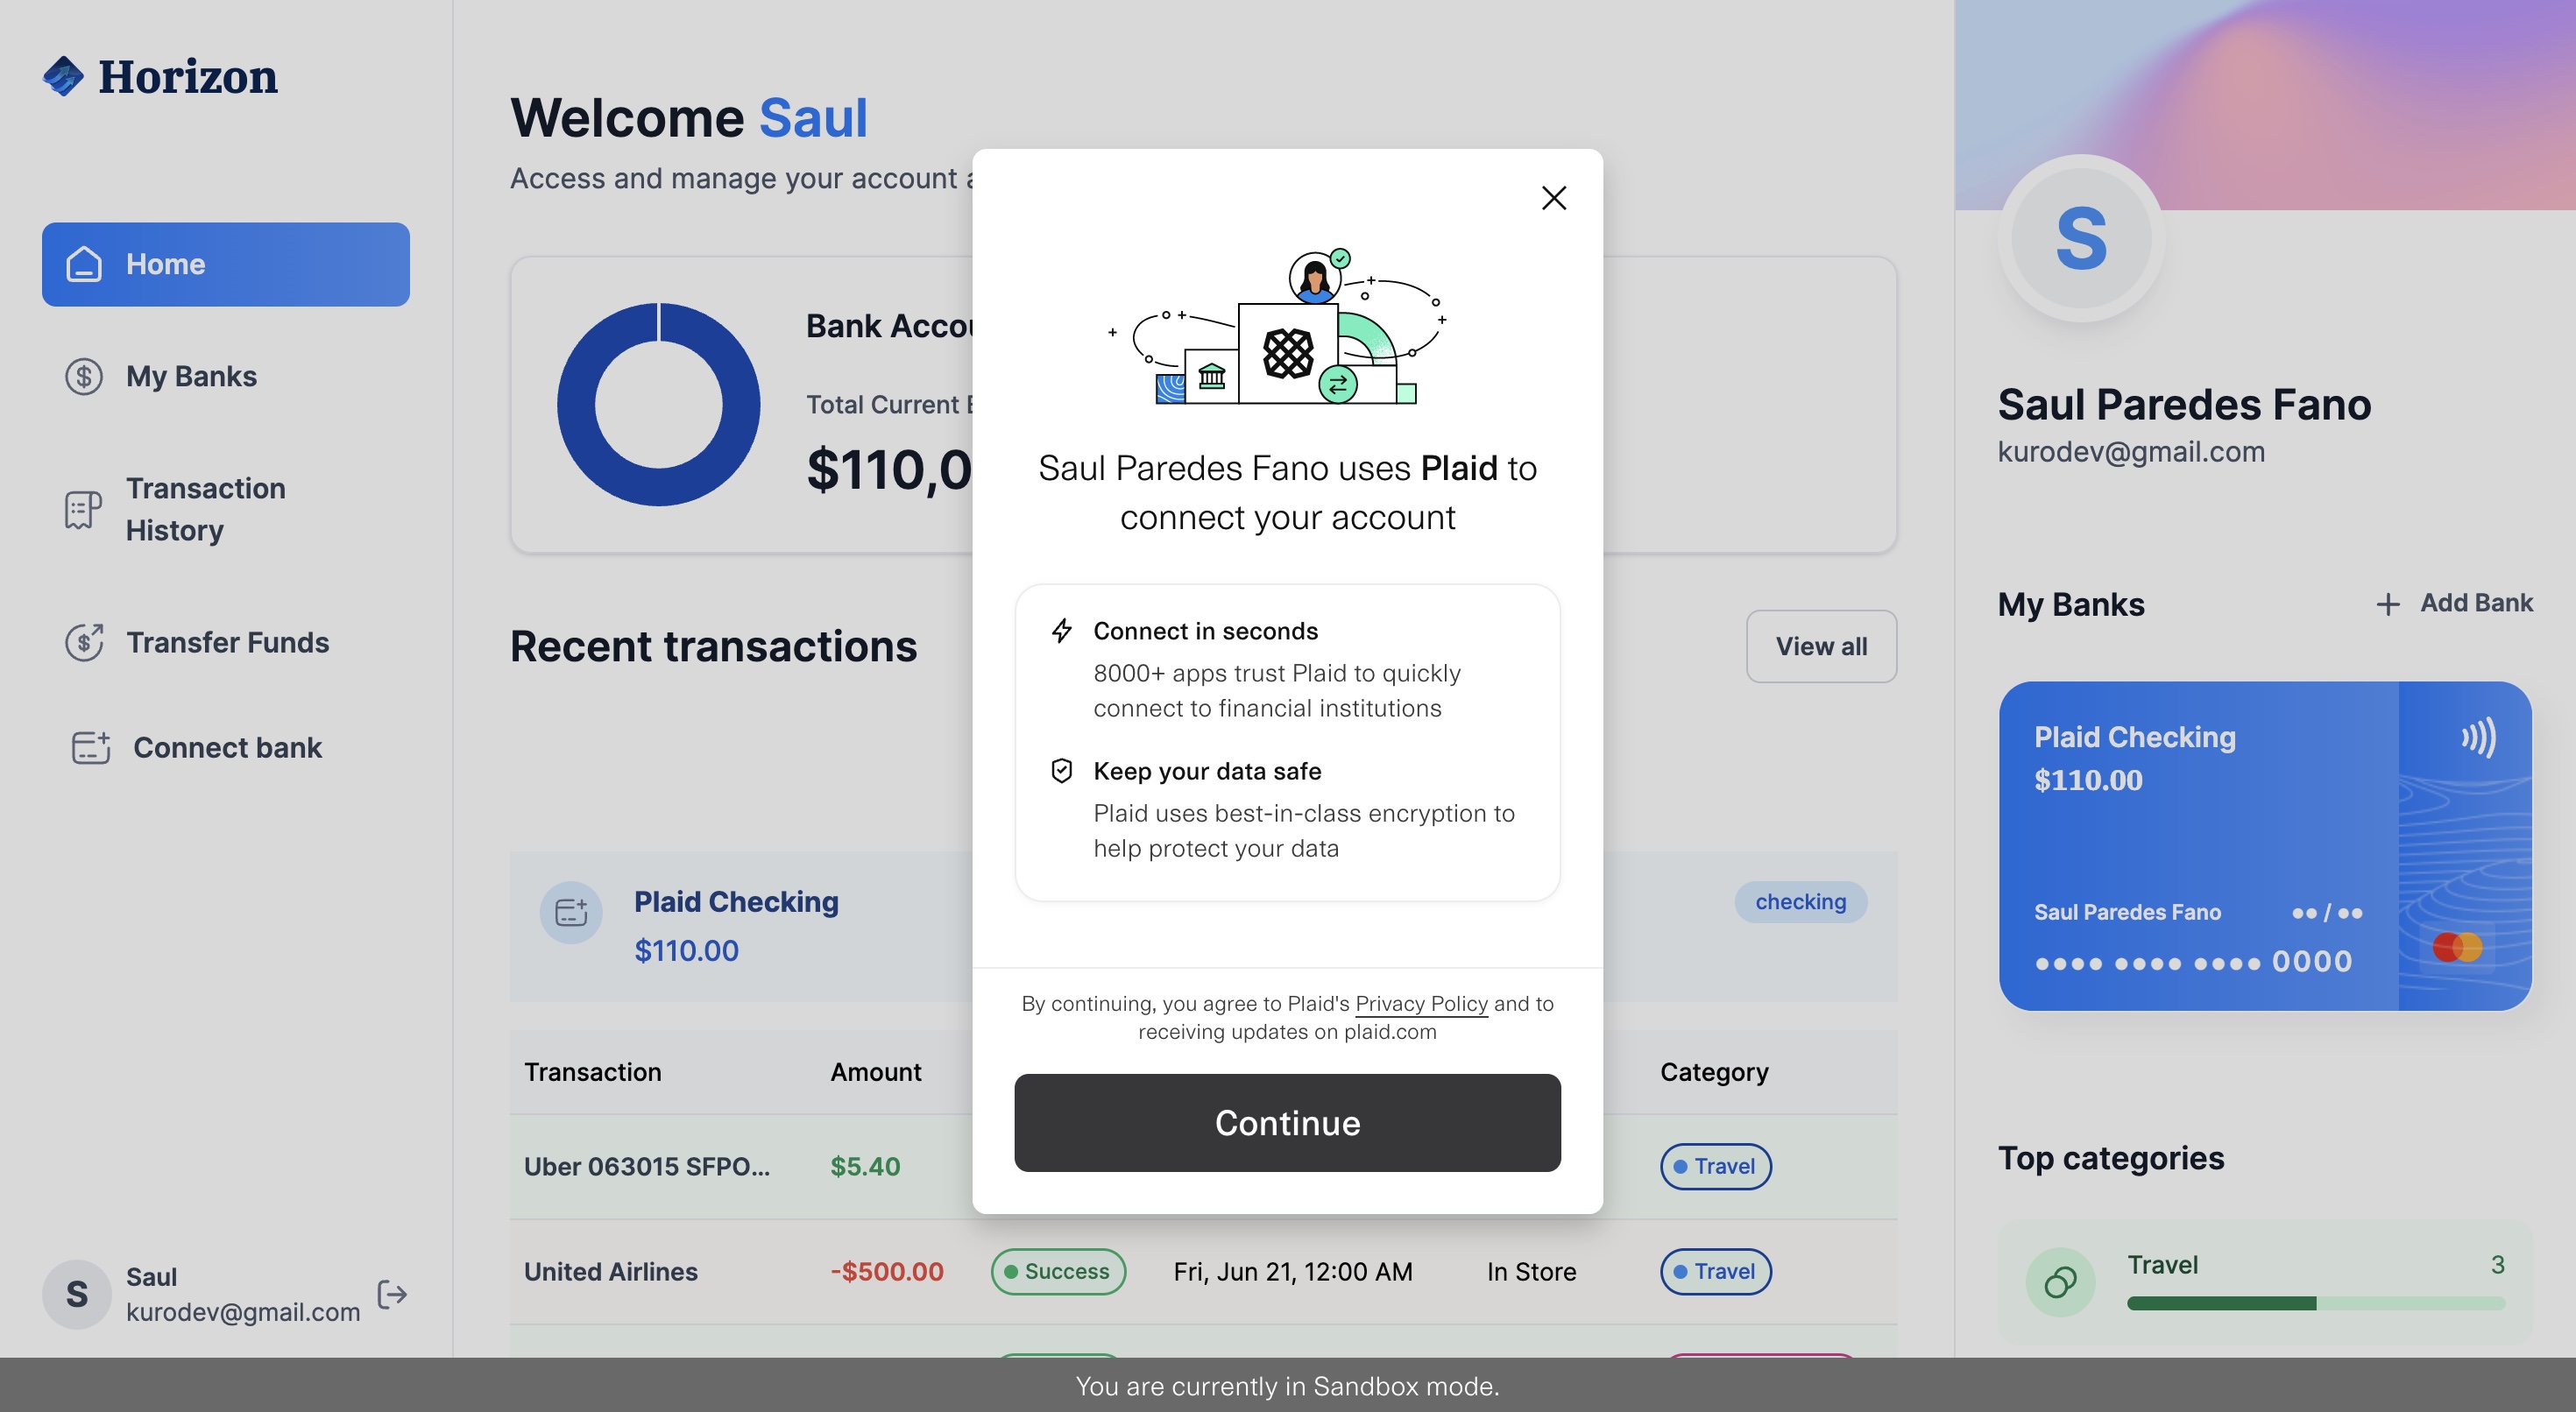 Horizon
Home
My Banks
Transaction
History
Transfer Funds
Connect bank
S
Saul
kurodev@gmail.com
Welcome Saul
Access and manage your account
Bank
Total Current
$110,0
Recent transactions
View all
Plaid Checking
$110.00
checking
Transaction Amount Category
Uber 063015 SFPO... $5.40 Travel
United Airlines -$500.00 Success Fri, Jun 21, 12:00 AM In Store Travel
Saul Paredes Fano uses Plaid to
connect your account
Connect in seconds
8000+ apps trust Plaid to quickly
connect to financial institutions
Keep your data safe
Plaid uses best-in-class encryption to
help protect your data
By continuing, you agree to Plaid's Privacy Policy and to
receiving updates on plaid.com
Continue
S
Saul Paredes Fano
kurodev@gmail.com
My Banks
Add Bank
Plaid Checking
$110.00
Saul Paredes Fano ●● / ●●
●●●● ●●●● ●●●● 0000
Top categories
Travel 3
You are currently in Sandbox mode.